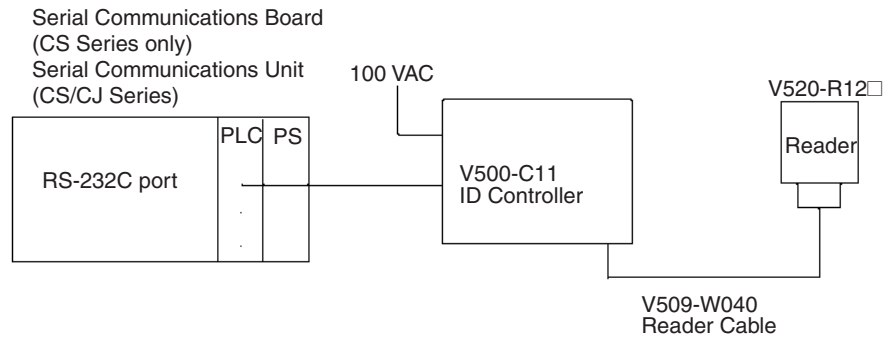 Serial Communications Board
(CS Series only)
Serial Communications Unit
(CS/CJ Series)
100 VAC
V520-R12□
PLC
PS
Reader
RS-232C port
V500-C11
ID Controller
V509-W040
Reader Cable